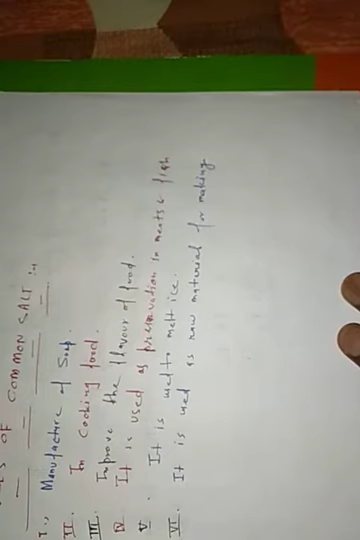 OF COMMON SALT :-
I., Manufacture of Soap.
II. In Cooking food.
III. Improve the flavour of food.
IV It is used as preservation in meats & fish
V. It is used to melt ice.
VI. It is used as raw material for making